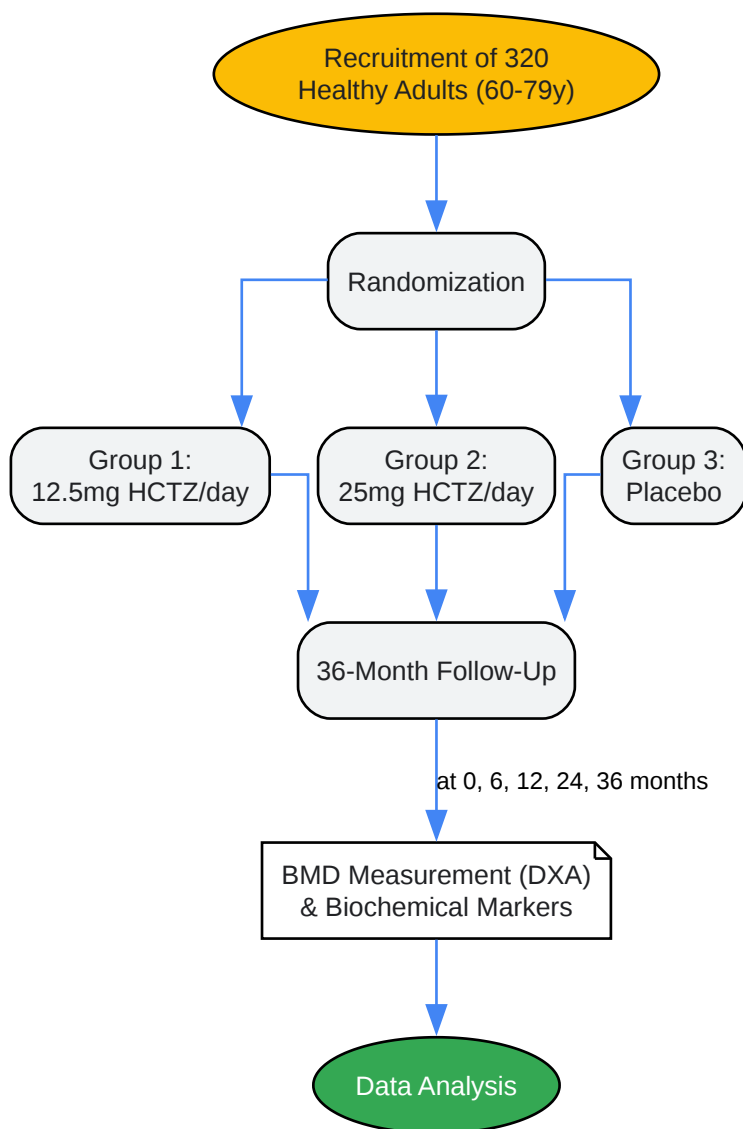 Recruitment of 320
Healthy Adults (60-79y)
Randomization
Group 1:
12.5mg HCTZ/day
Group 2:
25mg HCTZ/day
Group 3:
Placebo
36-Month Follow-Up
at 0, 6, 12, 24, 36 months
BMD Measurement (DXA)
& Biochemical Markers
Data Analysis